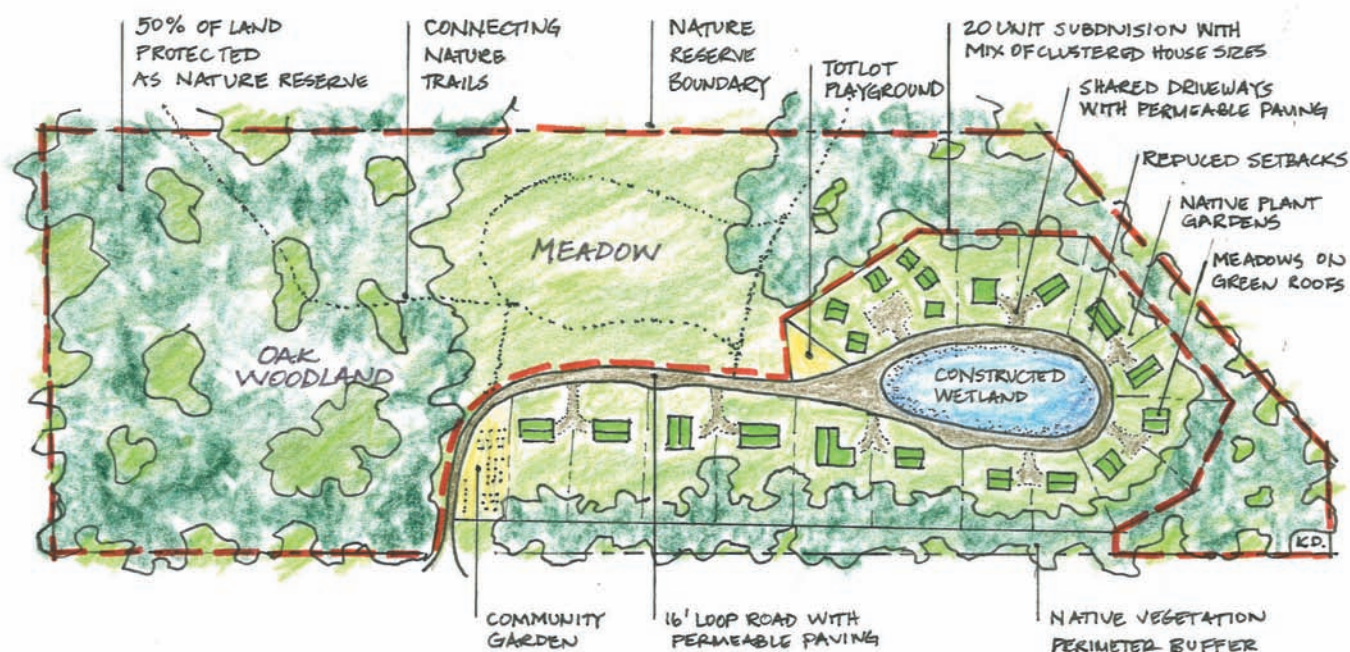 50% OF LAND
PROTECTED
AS NATURE RESERVE
CONNECTING
NATURE
TRAILS
NATURE
RESERVE
BOUNDARY
TOTLOT
PLAYGROUND
20 UNIT SUBDIVISION WITH
MIX OF CLUSTERED HOUSE SIZES
SHARED DRIVEWAYS
WITH PERMEABLE PAVING
REDUCED SETBACKS
NATIVE PLANT
GARDENS
MEADOWS ON
GREEN ROOFS
MEADOW
OAK
WOODLAND
CONSTRUCTED
WETLAND
K.D.
COMMUNITY
GARDEN
16' LOOP ROAD WITH
PERMEABLE PAVING
NATIVE VEGETATION
PERIMETER BUFFER